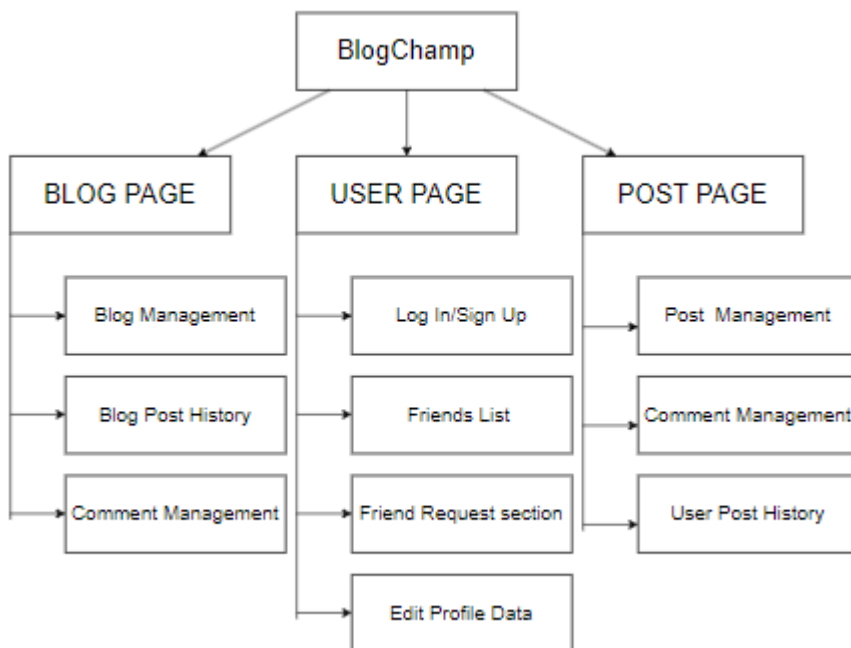 BlogChamp
BLOG PAGE
USER PAGE
POST PAGE
Blog Management
Log In/Sign Up
Post Management
Blog Post History
Friends List
Comment Management
Comment Management
Friend Request section
User Post History
Edit Profile Data